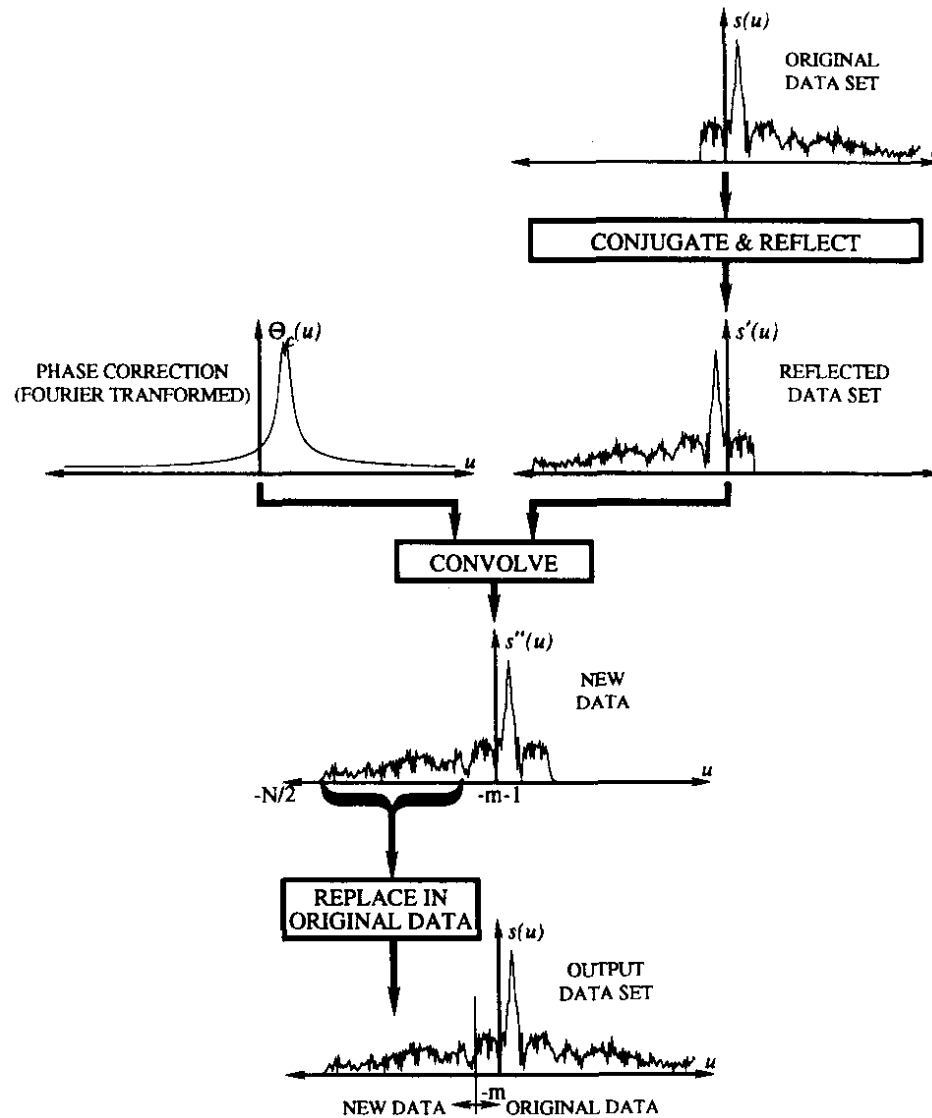 s(u)
ORIGINAL
DATA SET
CONJUGATE & REFLECT
Θc(u)
s'(u)
PHASE CORRECTION
(FOURIER TRANFORMED)
REFLECTED
DATA SET
u
CONVOLVE
s''(u)
NEW
DATA
u
-N/2
-m-1
REPLACE IN
ORIGINAL DATA
s(u)
OUTPUT
DATA SET
u
-m
NEW DATA
ORIGINAL DATA